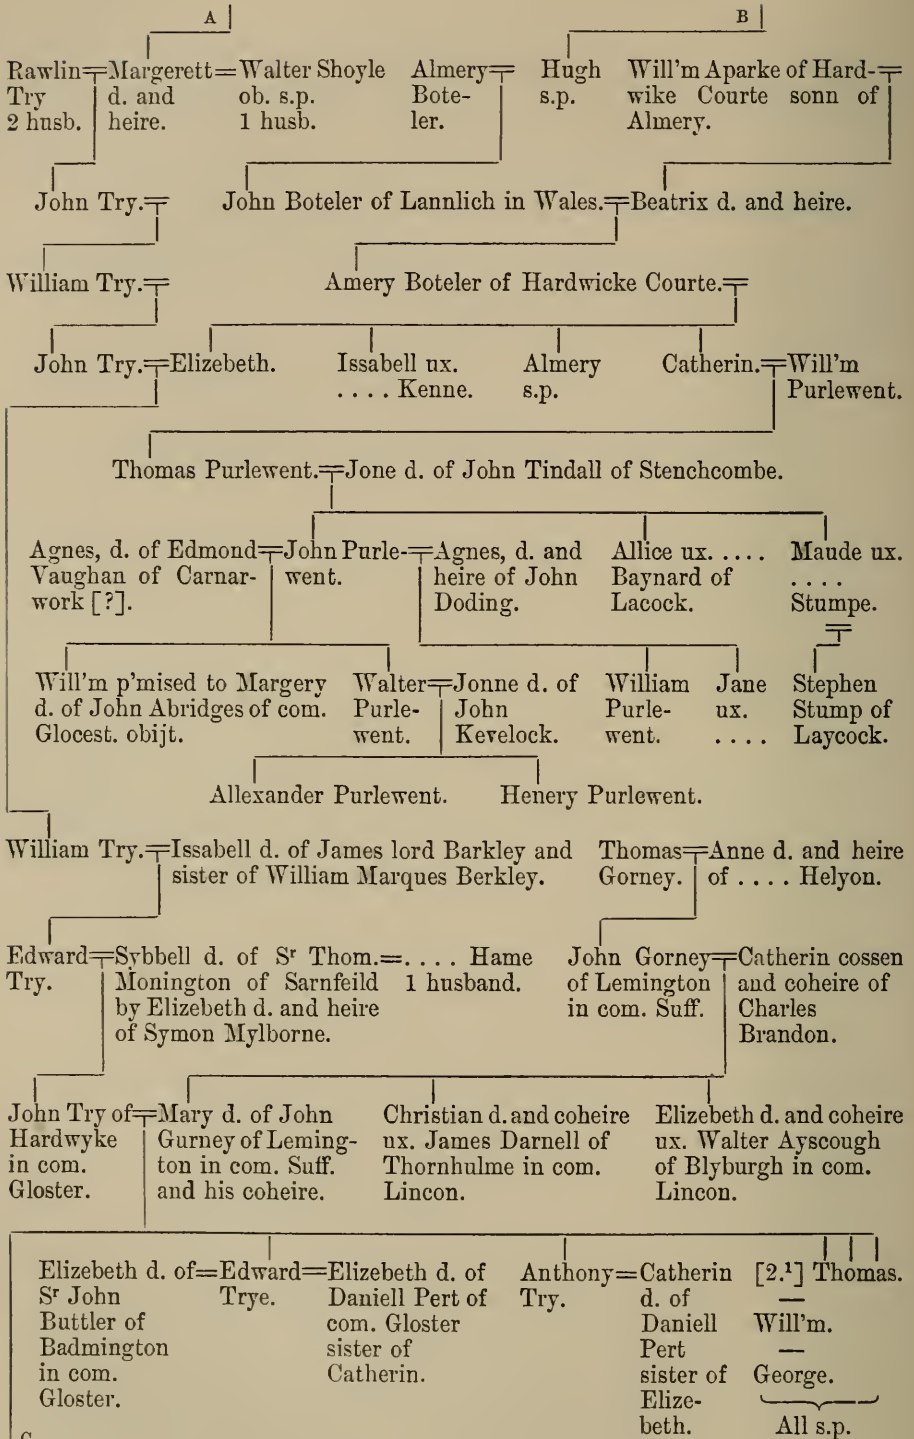 A B
Rawlin=Margerett=Walter Shoyle Almery= Hugh Will'm Aparke of Hard-=
Try d. and ob. s.p. Bote- s.p. wike Courte sonn of
2 husb. heire. 1 husb. ler. Almery.
John Try.= John Boteler of Lannlich in Wales.=Beatrix d. and heire.
William Try.= Amery Boteler of Hardwicke Courte.=
John Try.=Elizebeth. Issabell ux. Almery Catherin.=Will'm
. . . . Kenne. s.p. Purlewent.
Thomas Purlewent.=Jone d. of John Tindall of Stenchcombe.
Agnes, d. of Edmond=John Purle-=Agnes, d. and Allice ux. . . . . Maude ux.
Vaughan of Carnar- went. heire of John Baynard of . . . .
work [?]. Doding. Lacock. Stumpe.
=
Will'm p'mised to Margery Walter=Jonne d. of William Jane Stephen
d. of John Abridges of com. Purle- John Purle- ux. Stump of
Glocest. obijt. went. Kevelock. went. . . . . Laycock.
Allexander Purlewent. Henery Purlewent.
William Try.=Issabell d. of James lord Barkley and Thomas=Anne d. and heire
sister of William Marques Berkley. Gorney. of . . . . Helyon.
Edward=Sybbell d. of Sr Thom.=. . . . Hame John Gorney=Catherin cossen
Try. Monington of Sarnfeild 1 husband. of Lemington and coheire of
by Elizebeth d. and heire in com. Suff. Charles
of Symon Mylborne. Brandon.
John Try of=Mary d. of John Christian d. and coheire Elizebeth d. and coheire
Hardwyke Gurney of Leming- ux. James Darnell of ux. Walter Ayscough
in com. ton in com. Suff. Thornhulme in com. of Blyburgh in com.
Gloster. and his coheire. Lincon. Lincon.
Elizebeth d. of=Edward=Elizebeth d. of Anthony=Catherin [2.¹] Thomas.
Sr John Trye. Daniell Pert of Try. d. of —
Buttler of com. Gloster Daniell Will'm.
Badmington sister of Pert —
in com. Catherin. sister of George.
Gloster. Elize-
C beth. All s.p.